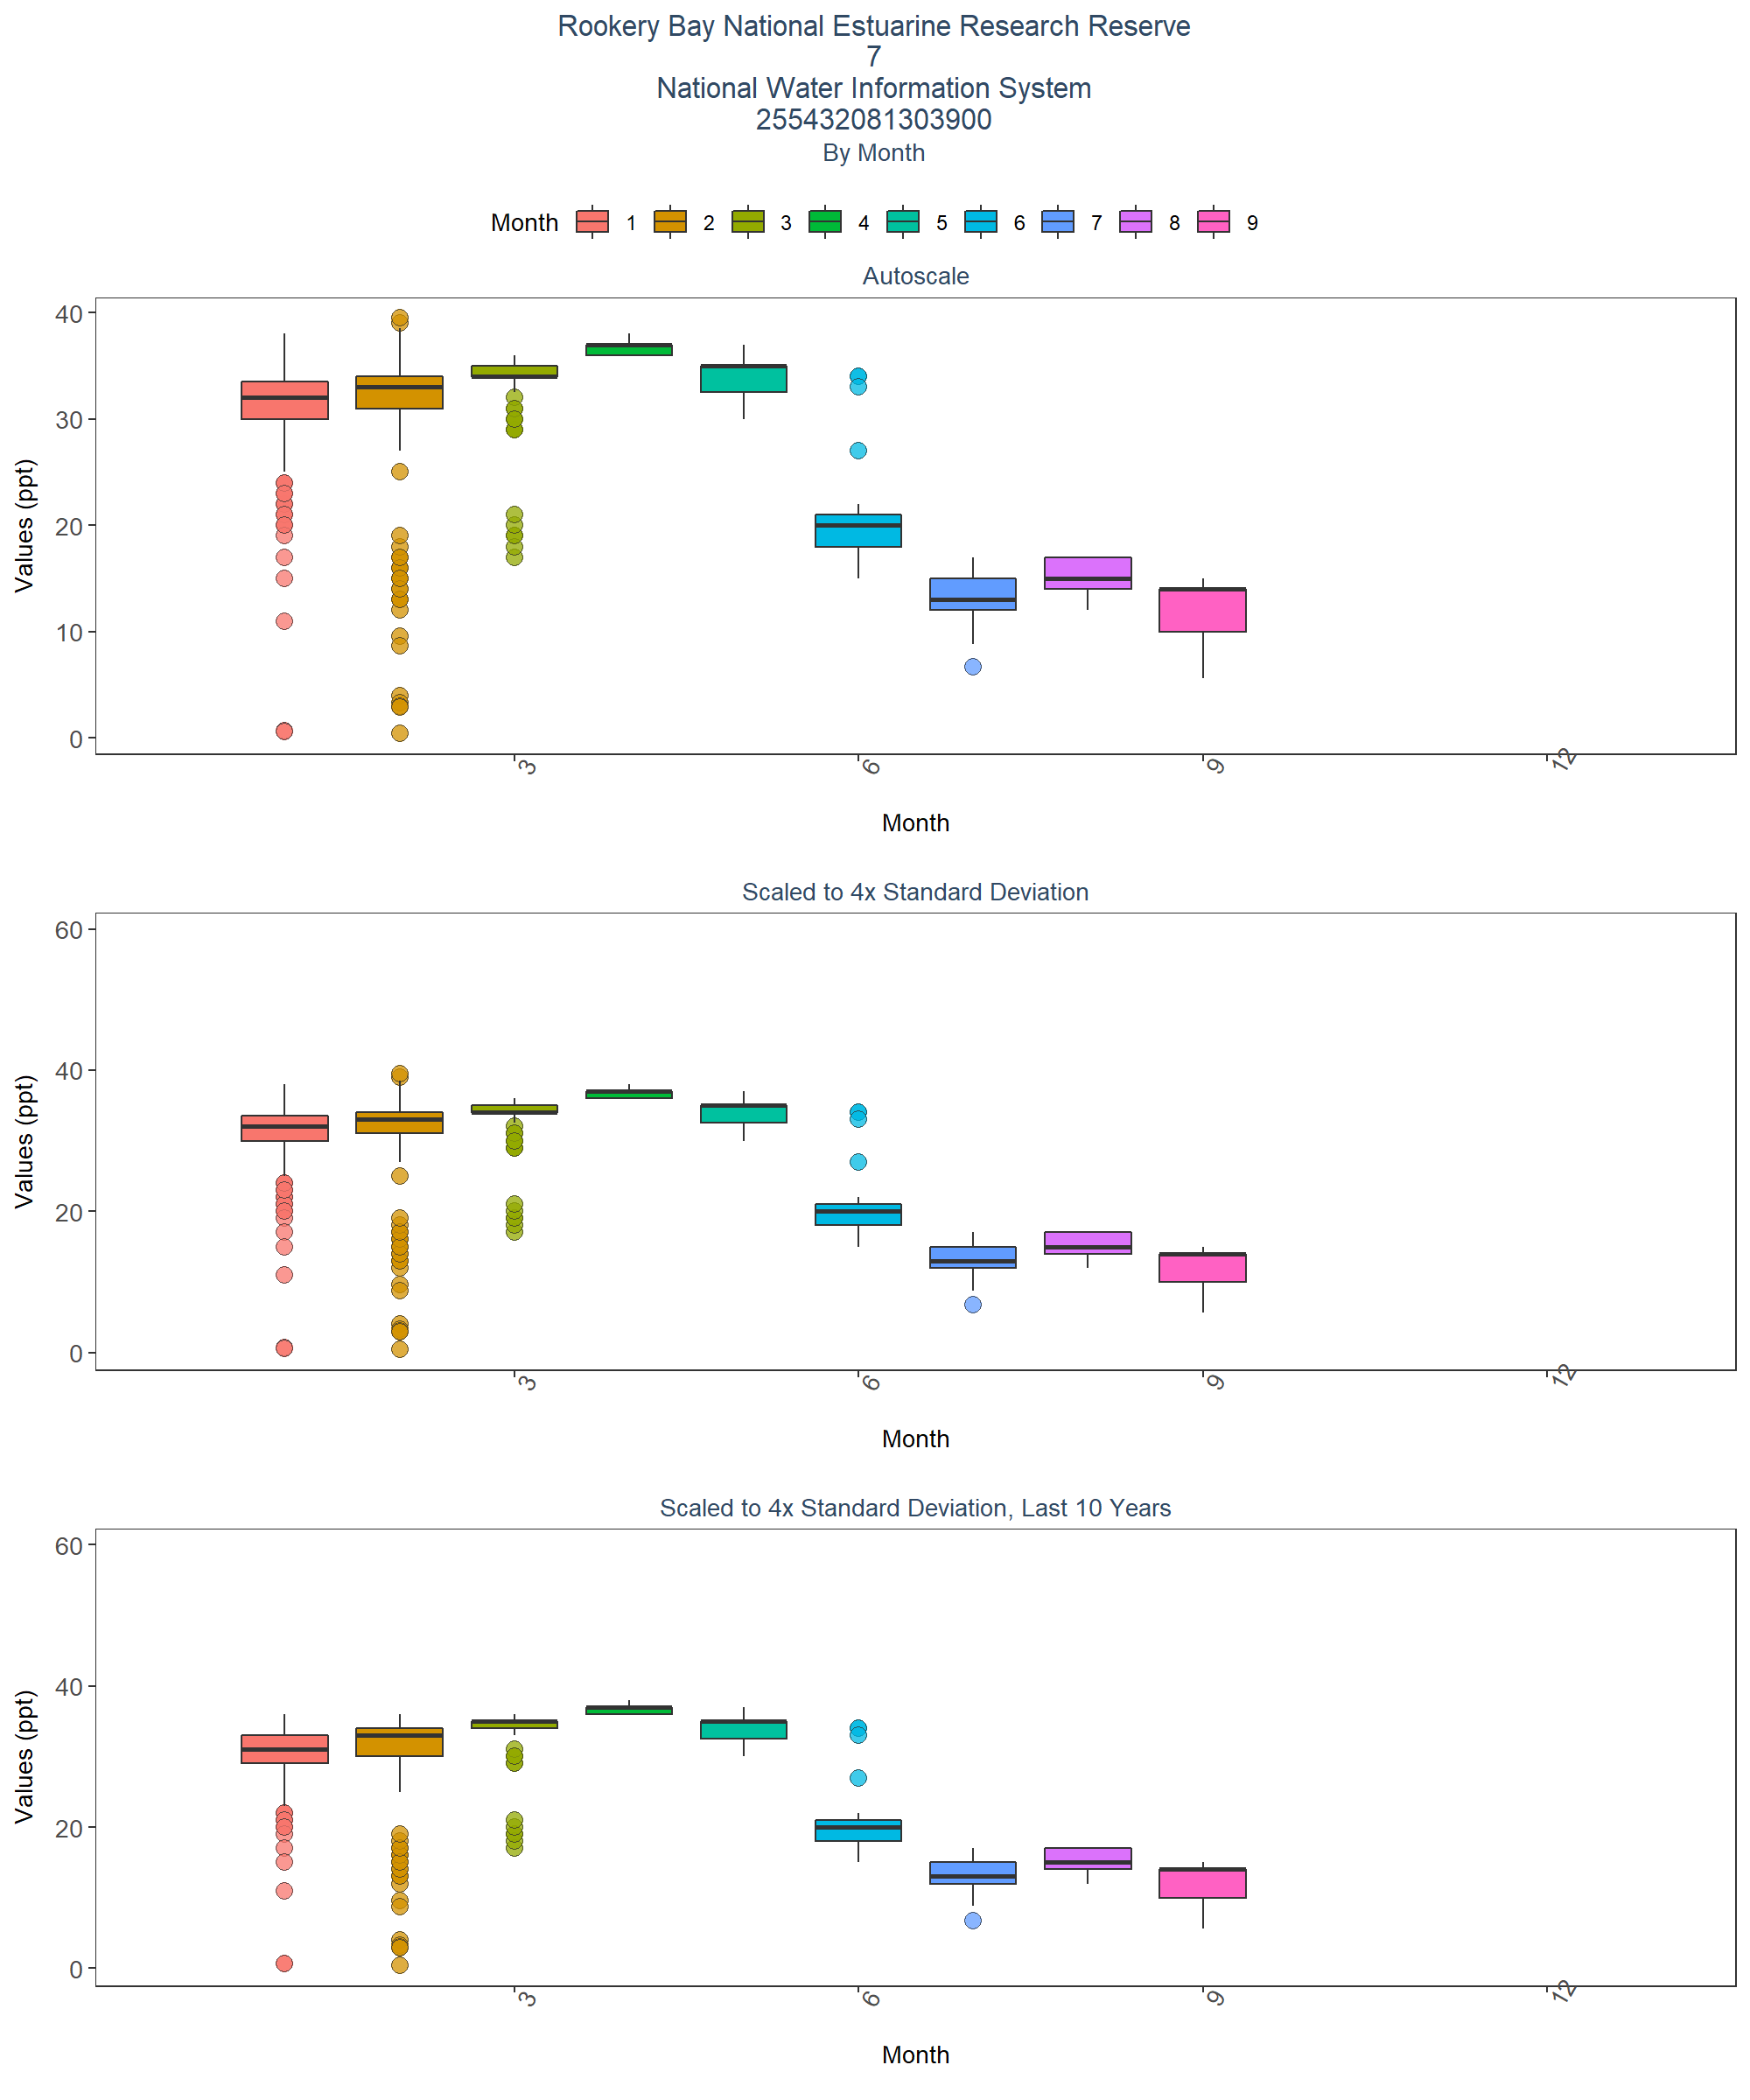 Rookery Bay National Estuarine Research Reserve
7
National Water Information System
255432081303900
By Month
Month 1 2 3 4 5 6 7 8 9
Autoscale
Values (ppt)
40
30
20
10
0
3 6 9 12
Month
Scaled to 4x Standard Deviation
Values (ppt)
60
40
20
0
3 6 9 12
Month
Scaled to 4x Standard Deviation, Last 10 Years
Values (ppt)
60
40
20
0
3 6 9 12
Month